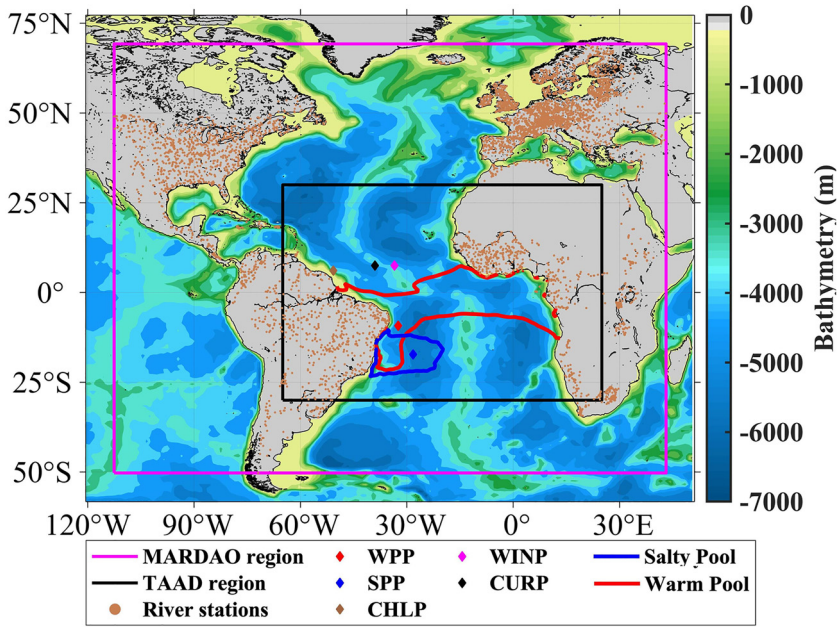 75°N
50°N
25°N
0°
25°S
50°S
120°W 90°W 60°W 30°W 0° 30°E
0
-1000
-2000
-3000
-4000
-5000
-6000
-7000
Bathymetry (m)
MARDAO region WPP WINP Salty Pool
TAAD region SPP CURP Warm Pool
River stations CHLP